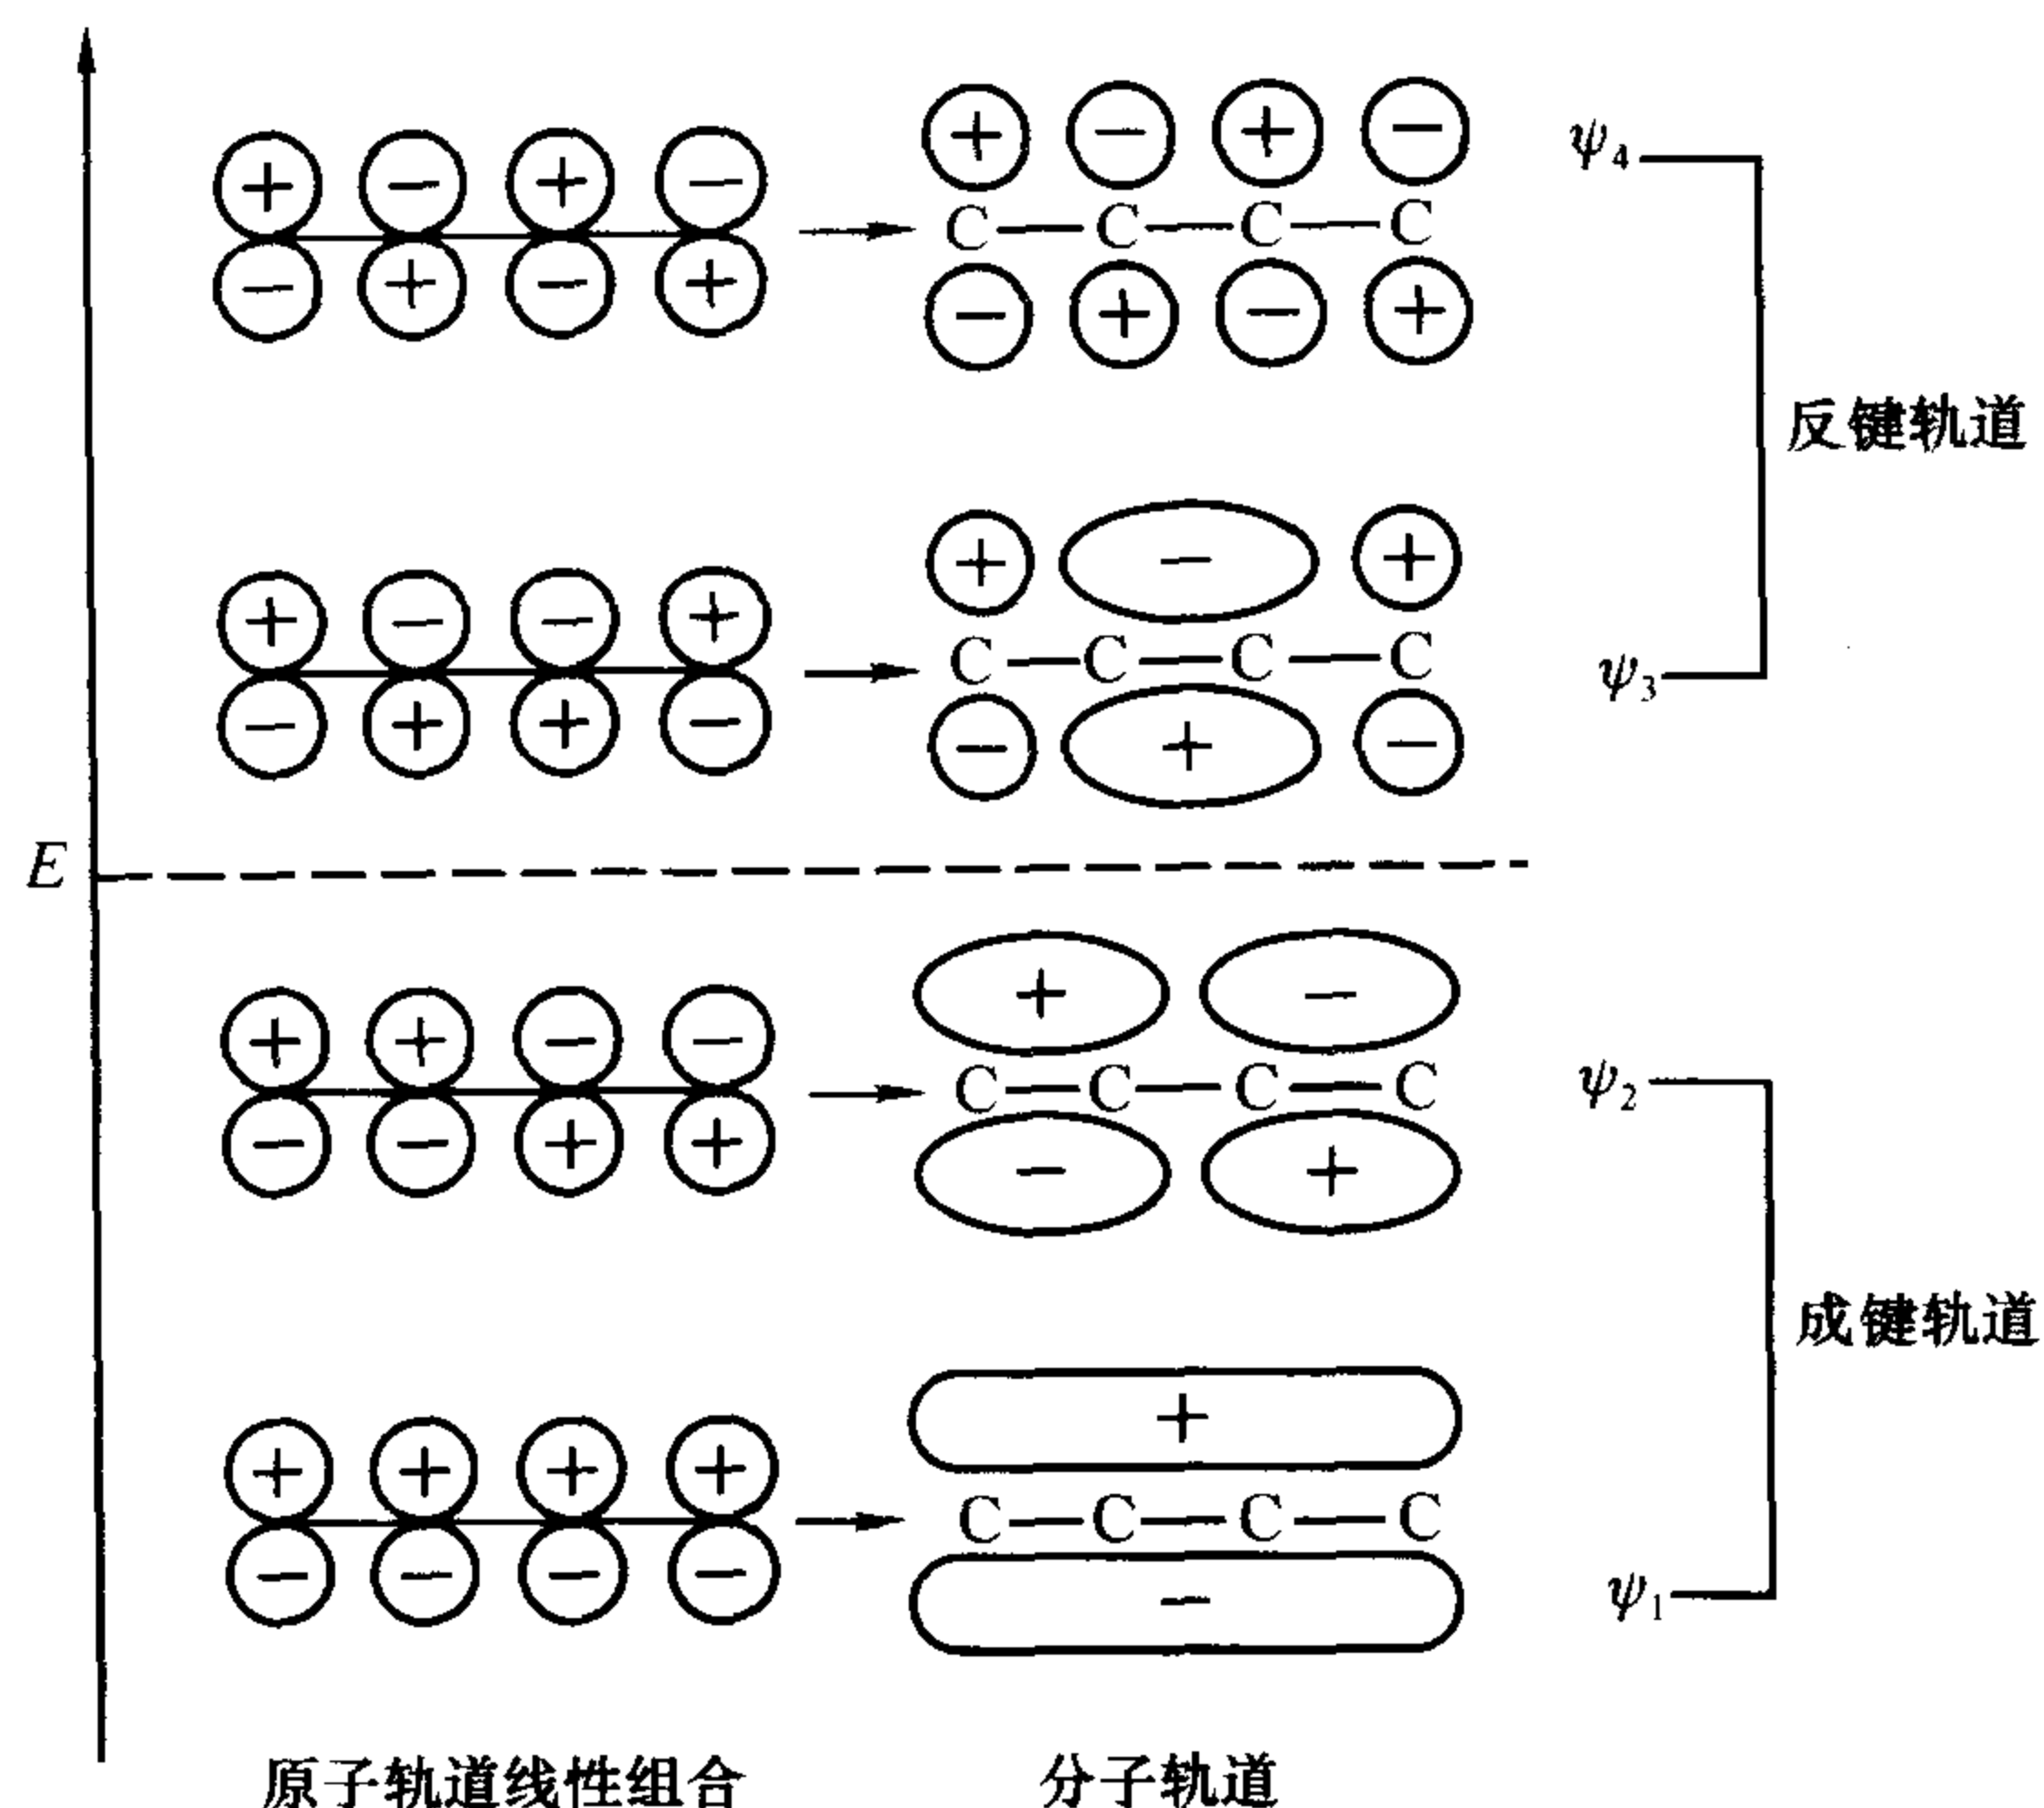 + − + −
+ − + −
ψ4
C — C — C — C
− + − +
− + − +
反键轨道
+ − +
+ − − +
C — C — C — C
ψ3
− + + −
− + −
E
+ −
+ + − −
C — C — C — C
ψ2
− − + +
− +
成键轨道
+
+ + + +
C — C — C — C
− − − −
−
ψ1
原子轨道线性组合 分子轨道